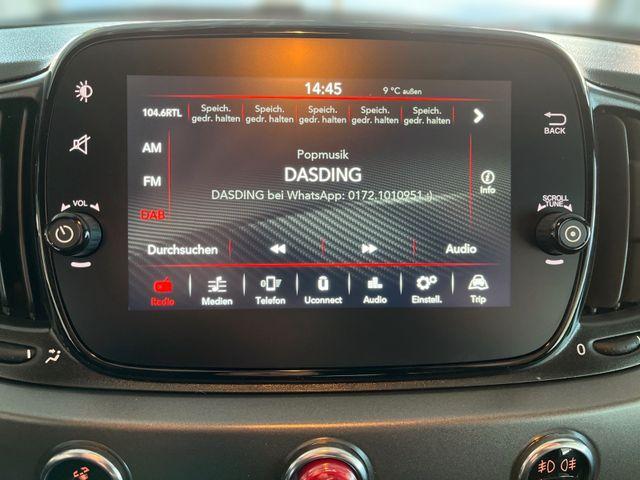 14:45
9 °C außen
104.6RTL
Speich. gedr. halten
Speich. gedr. halten
Speich. gedr. halten
Speich. gedr. halten
Speich. gedr. halten
AM
FM
DAB
Popmusik
DASDING
DASDING bei WhatsApp: 0172.1010951 :)
Info
BACK
VOL
SCROLL
TUNE
Durchsuchen
Audio
Radio
Medien
Telefon
Uconnect
Audio
Einstell.
Trip
0